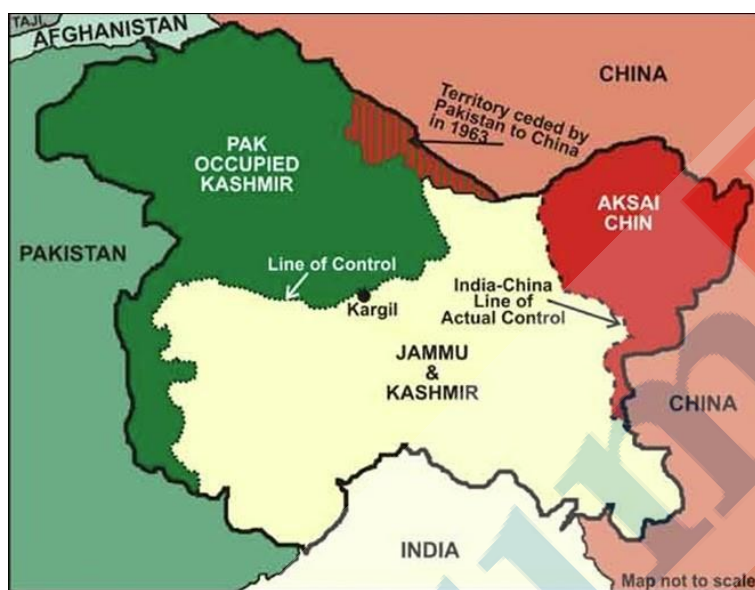 TAJI.
AFGHANISTAN
CHINA
Territory ceded by
Pakistan to China
in 1963
PAK
OCCUPIED
KASHMIR
AKSAI
CHIN
PAKISTAN
Line of Control
India-China
Line of
Actual Control
Kargil
JAMMU
&
KASHMIR
CHINA
INDIA
Map not to scale